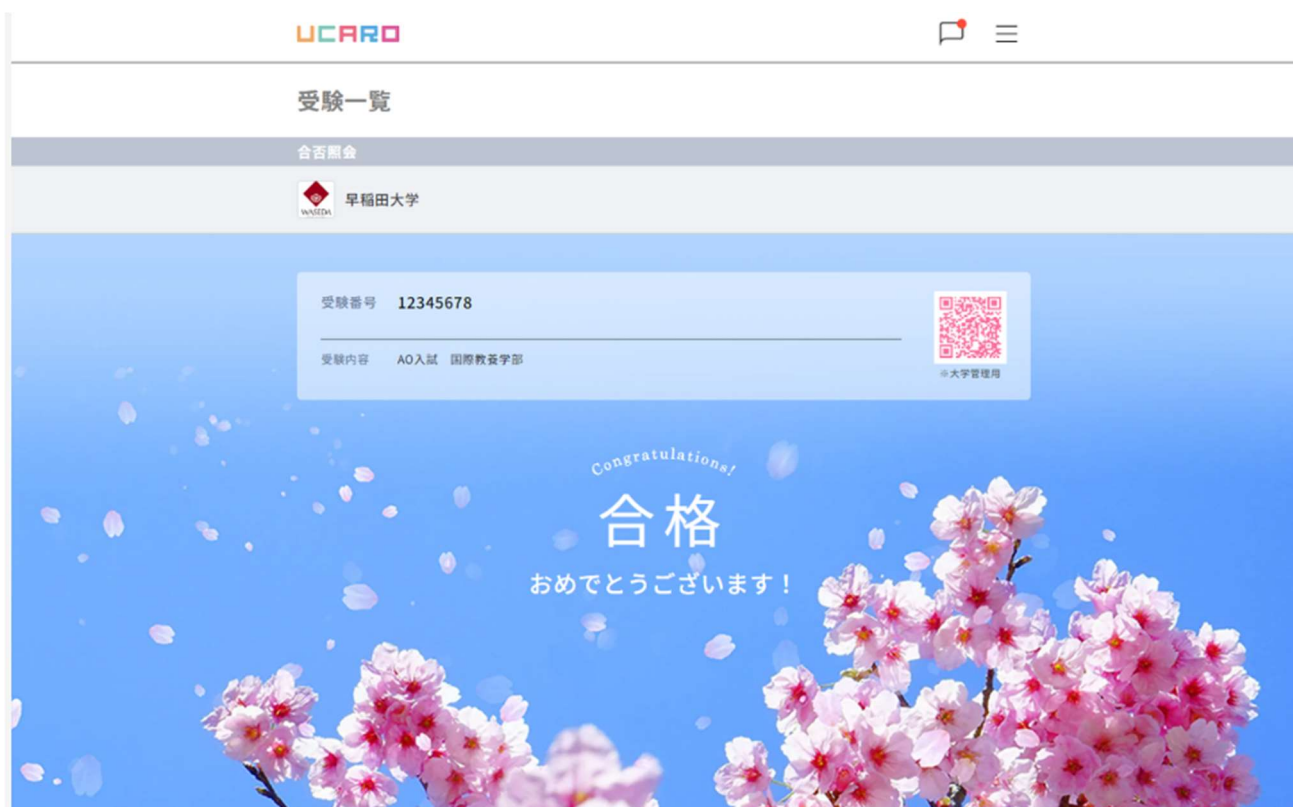 UCARO
受験一覧
合否照会
WASEDA
早稲田大学
受験番号 12345678
受験内容 AO入試 国際教養学部
※大学管理用
Congratulations!
合格
おめでとうございます！